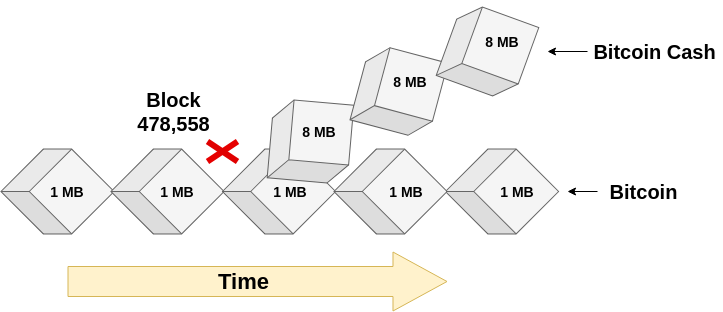 8 MB
Bitcoin Cash
8 MB
Block
478,558
8 MB
1 MB
1 MB
1 MB
1 MB
1 MB
Bitcoin
Time